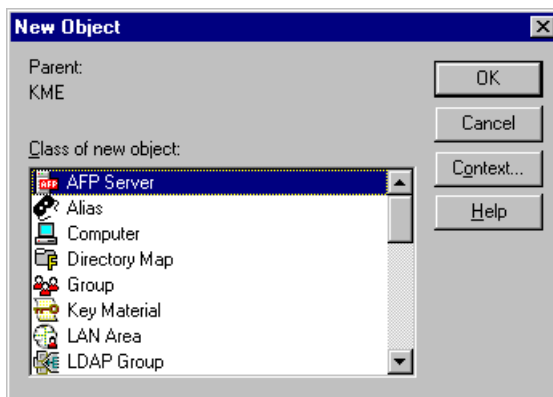 New Object
Parent:
KME
Class of new object:
AFP AFP Server
Alias
Computer
Directory Map
Group
Key Material
LAN Area
LDAP Group
OK
Cancel
Context...
Help